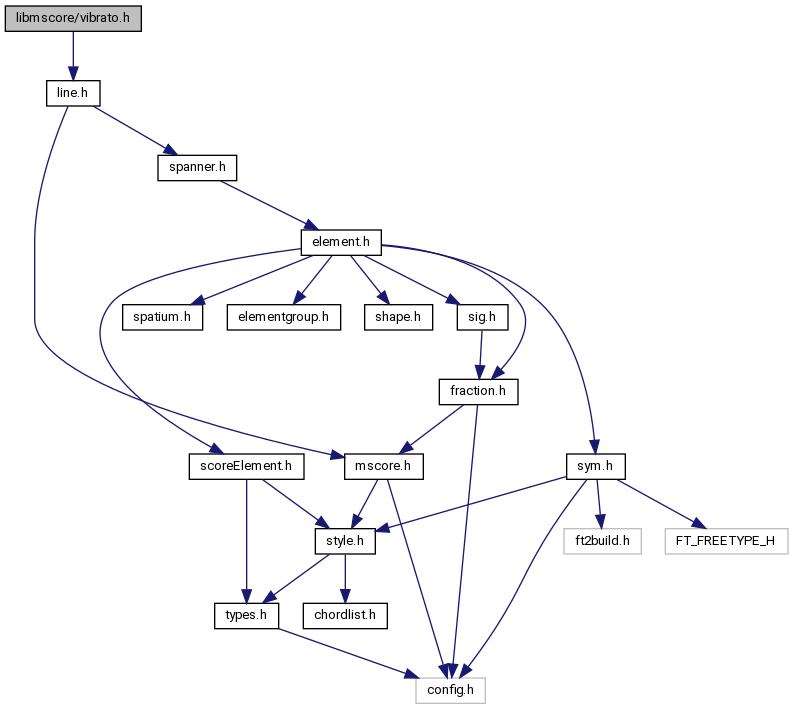 libmscore/vibrato.h
line.h
spanner.h
element.h
spatium.h
elementgroup.h
shape.h
sig.h
fraction.h
scoreElement.h
mscore.h
sym.h
style.h
ft2build.h
FT_FREETYPE_H
types.h
chordlist.h
config.h